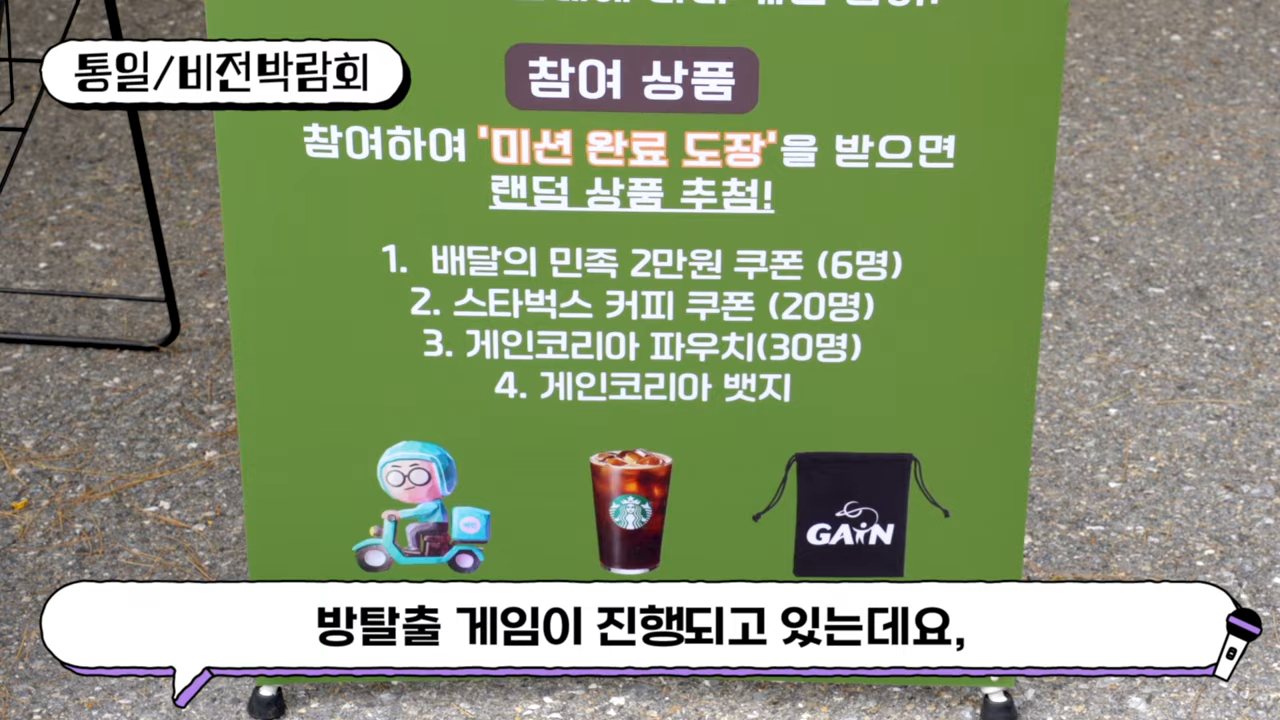 통일/비전박람회
참여 상품
참여하여 '미션 완료 도장'을 받으면
랜덤 상품 추첨!
1. 배달의 민족 2만원 쿠폰 (6명)
2. 스타벅스 커피 쿠폰 (20명)
3. 게인코리아 파우치(30명)
4. 게인코리아 뱃지
GAiN
방탈출 게임이 진행되고 있는데요,